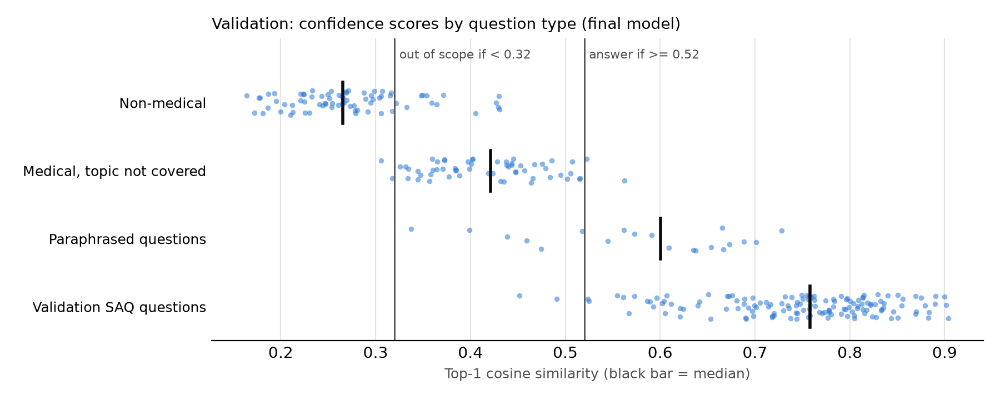 Validation: confidence scores by question type (final model)
out of scope if < 0.32
answer if >= 0.52
Non-medical
Medical, topic not covered
Paraphrased questions
Validation SAQ questions
0.2 0.3 0.4 0.5 0.6 0.7 0.8 0.9
Top-1 cosine similarity (black bar = median)